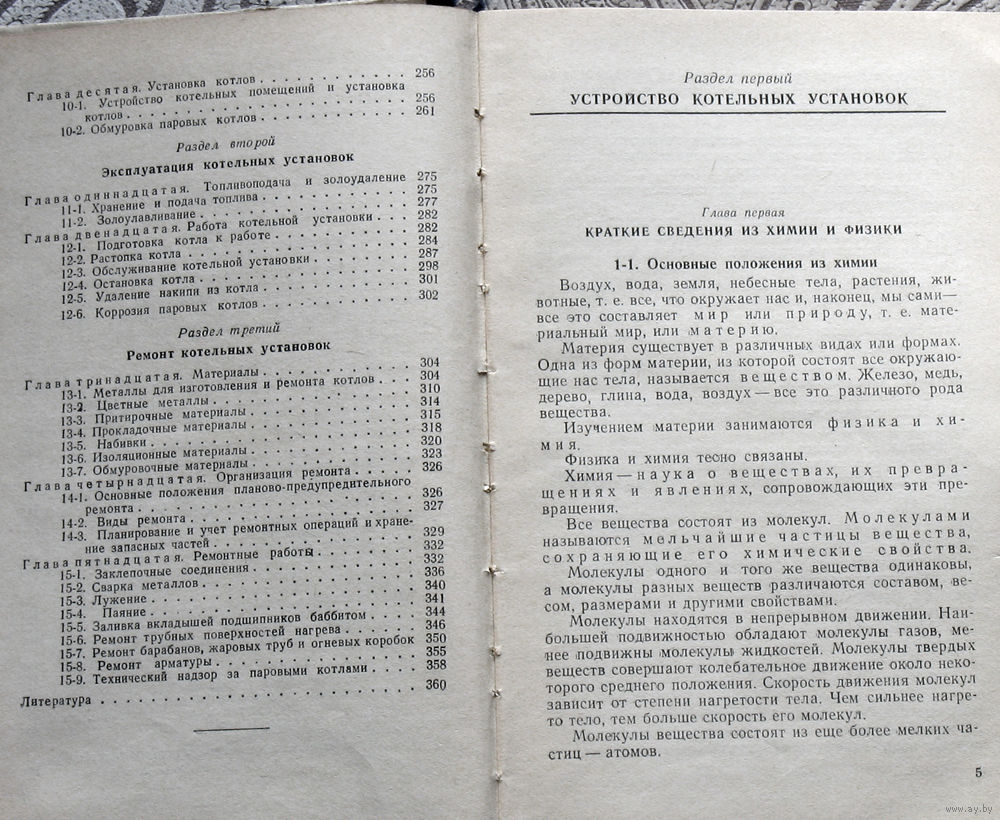 Глава десятая. Установка котлов . . . . . . . . . . . . 256
10-1. Устройство котельных помещений и установка
котлов . . . . . . . . . . . . . . . . . . . . . . 256
10-2. Обмуровка паровых котлов . . . . . . . . . . . . 261
Раздел второй
Эксплуатация котельных установок
Глава одиннадцатая. Топливоподача и золоудаление 275
11-1. Хранение и подача топлива . . . . . . . . . . . . 275
11-2. Золоулавливание . . . . . . . . . . . . . . . . 277
Глава двенадцатая. Работа котельной установки . . . 282
12-1. Подготовка котла к работе . . . . . . . . . . . . 282
12-2. Растопка котла . . . . . . . . . . . . . . . . . 284
12-3. Обслуживание котельной установки . . . . . . . . 287
12-4. Остановка котла . . . . . . . . . . . . . . . . 298
12-5. Удаление накипи из котла . . . . . . . . . . . . 301
12-6. Коррозия паровых котлов . . . . . . . . . . . . 302
Раздел третий
Ремонт котельных установок
Глава тринадцатая. Материалы . . . . . . . . . . . . 304
13-1. Металлы для изготовления и ремонта котлов . . . 304
13-2. Цветные металлы . . . . . . . . . . . . . . . . 310
13-3. Притирочные материалы . . . . . . . . . . . . . 314
13-4. Прокладочные материалы . . . . . . . . . . . . . 315
13-5. Набивки . . . . . . . . . . . . . . . . . . . . 318
13-6. Изоляционные материалы . . . . . . . . . . . . . 320
13-7. Обмуровочные материалы . . . . . . . . . . . . . 323
Глава четырнадцатая. Организация ремонта . . . . . . 326
14-1. Основные положения планово-предупредительного
ремонта . . . . . . . . . . . . . . . . . . . . . 326
14-2. Виды ремонта . . . . . . . . . . . . . . . . . . 327
14-3. Планирование и учет ремонтных операций и хране-
ние запасных частей . . . . . . . . . . . . . . . 329
Глава пятнадцатая. Ремонтные работы . . . . . . . . . 332
15-1. Заклепочные соединения . . . . . . . . . . . . . 332
15-2. Сварка металлов . . . . . . . . . . . . . . . . 336
15-3. Лужение . . . . . . . . . . . . . . . . . . . . 340
15-4. Паяние . . . . . . . . . . . . . . . . . . . . . 341
15-5. Заливка вкладышей подшипников баббитом . . . . . 344
15-6. Ремонт трубных поверхностей нагрева . . . . . . 346
15-7. Ремонт барабанов, жаровых труб и огневых коробок 350
15-8. Ремонт арматуры . . . . . . . . . . . . . . . . 355
15-9. Технический надзор за паровыми котлами . . . . . 358
Литература . . . . . . . . . . . . . . . . . . . . . 360
Раздел первый
УСТРОЙСТВО КОТЕЛЬНЫХ УСТАНОВОК
Глава первая
КРАТКИЕ СВЕДЕНИЯ ИЗ ХИМИИ И ФИЗИКИ
1-1. Основные положения из химии
Воздух, вода, земля, небесные тела, растения, жи-
вотные, т. е. все, что окружает нас и, наконец, мы сами—
все это составляет мир или природу, т. е. мате-
риальный мир, или материю.
Материя существует в различных видах или формах.
Одна из форм материи, из которой состоят все окружаю-
щие нас тела, называется веществом. Железо, медь,
дерево, глина, вода, воздух — все это различного рода
вещества.
Изучением материи занимаются физика и хи-
мия.
Физика и химия тесно связаны.
Химия — наука о веществах, их превра-
щениях и явлениях, сопровождающих эти пре-
вращения.
Все вещества состоят из молекул. Молекулами
называются мельчайшие частицы вещества,
сохраняющие его химические свойства.
Молекулы одного и того же вещества одинаковы,
а молекулы разных веществ различаются составом, ве-
сом, размерами и другими свойствами.
Молекулы находятся в непрерывном движении. Наи-
большей подвижностью обладают молекулы газов, ме-
нее подвижны молекулы жидкостей. Молекулы твердых
веществ совершают колебательное движение около неко-
торого среднего положения. Скорость движения молекул
зависит от степени нагретости тела. Чем сильнее нагре-
то тело, тем больше скорость его молекул.
Молекулы вещества состоят из еще более мелких ча-
стиц — атомов.
5
www.ay.by